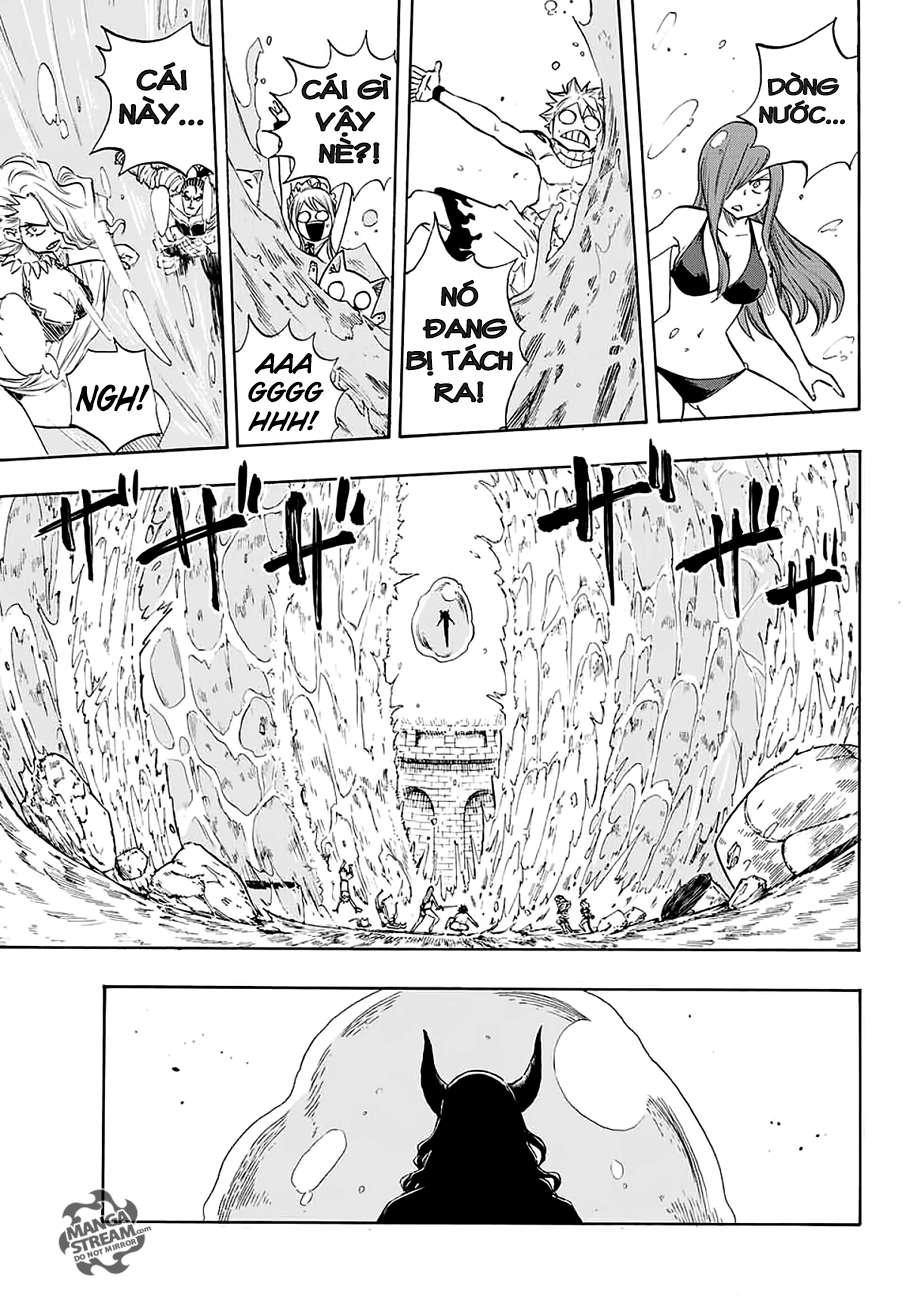 DÒNG
NƯỚC...
NÓ
ĐANG
BỊ TÁCH
RA!
CÁI GÌ
VẬY
NÈ?!
AAA
GGGG
HHH!
CÁI
NÀY...
NGH!
ザザザ
ザザザ
MANGA
STREAM.com
DO NOT MIRROR!